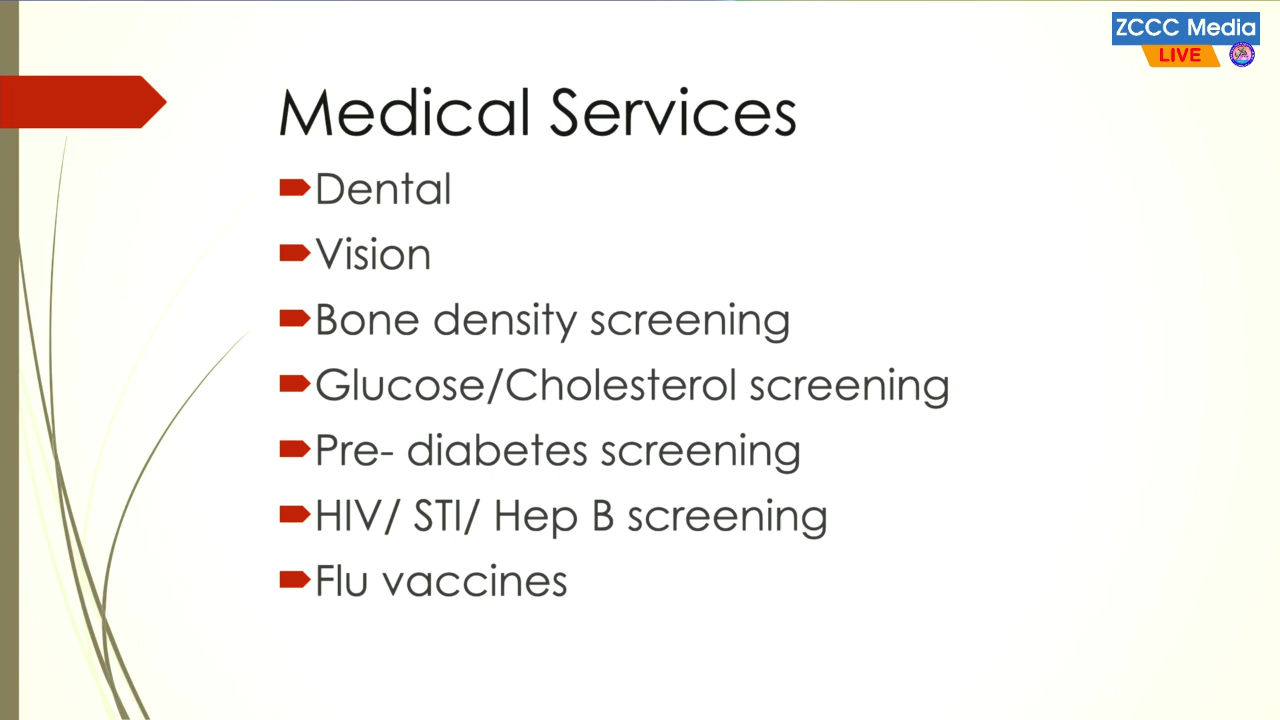 ZCCC Media
LIVE
Medical Services
Dental
Vision
Bone density screening
Glucose/Cholesterol screening
Pre- diabetes screening
HIV/ STI/ Hep B screening
Flu vaccines